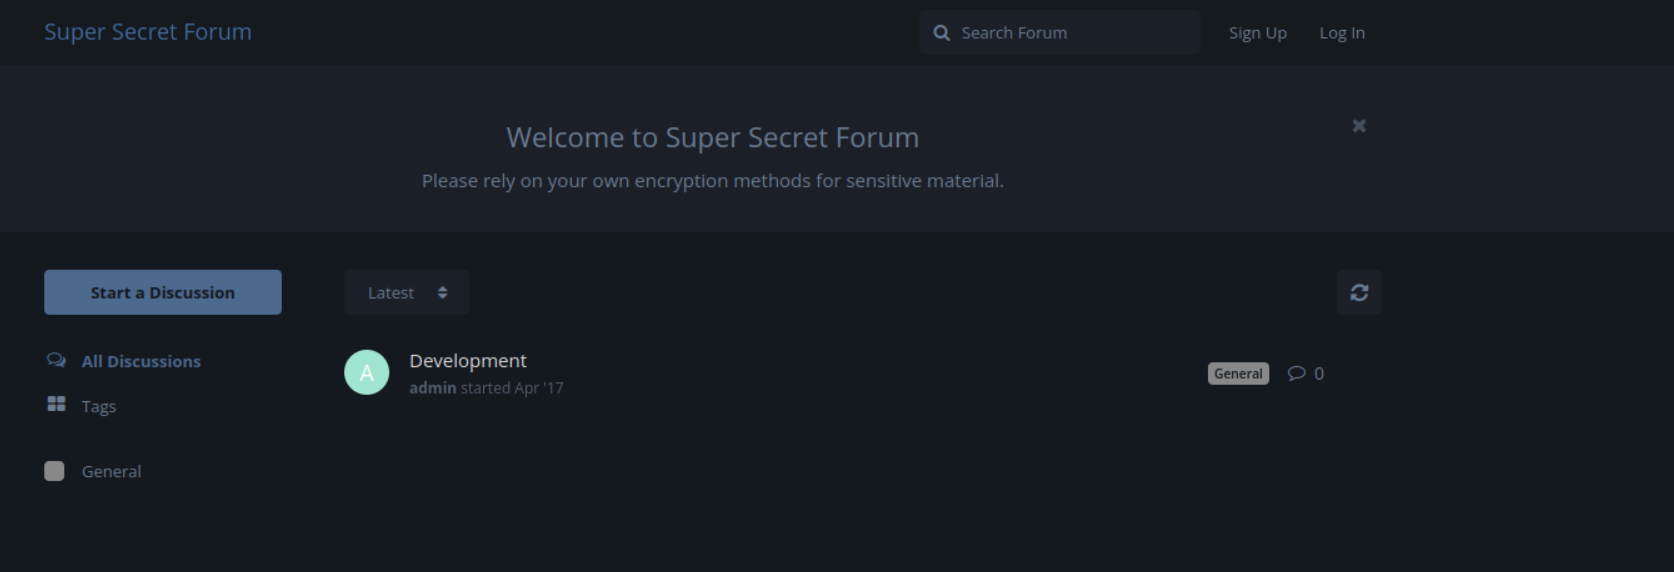 Super Secret Forum
Search Forum
Sign Up
Log In
Welcome to Super Secret Forum
Please rely on your own encryption methods for sensitive material.
Start a Discussion
Latest
All Discussions
Tags
General
A
Development
admin started Apr '17
General
0